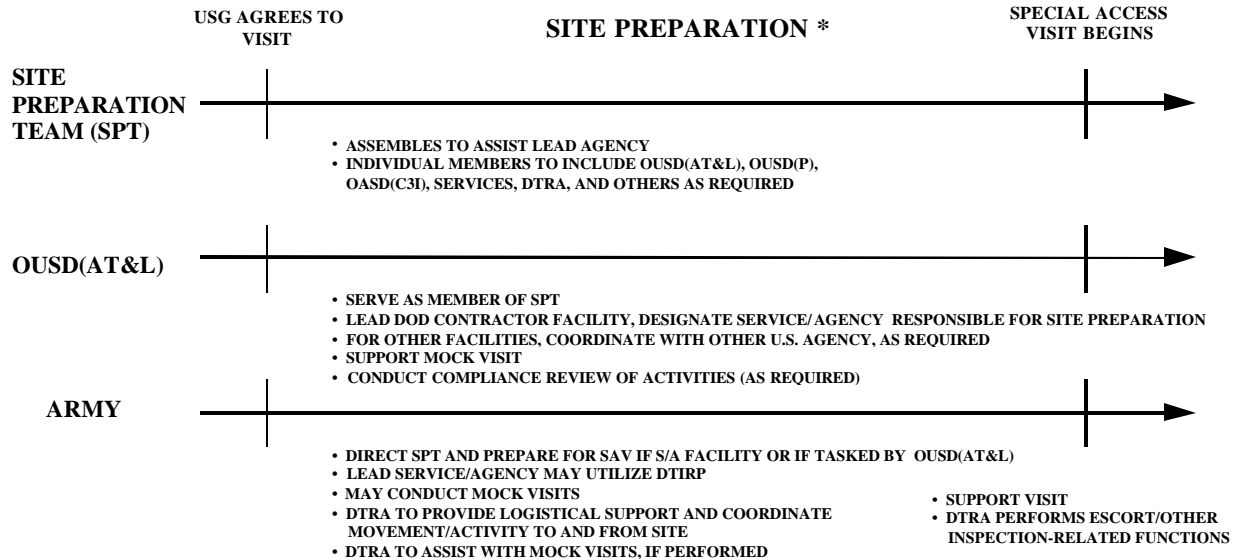 USG AGREES TO
VISIT
SITE PREPARATION *
SPECIAL ACCESS
VISIT BEGINS
SITE
PREPARATION
TEAM (SPT)
• ASSEMBLES TO ASSIST LEAD AGENCY
• INDIVIDUAL MEMBERS TO INCLUDE OUSD(AT&L), OUSD(P),
OASD(C3I), SERVICES, DTRA, AND OTHERS AS REQUIRED
OUSD(AT&L)
• SERVE AS MEMBER OF SPT
• LEAD DOD CONTRACTOR FACILITY, DESIGNATE SERVICE/ AGENCY RESPONSIBLE FOR SITE PREPARATION
• FOR OTHER FACILITIES, COORDINATE WITH OTHER U.S. AGENCY, AS REQUIRED
• SUPPORT MOCK VISIT
• CONDUCT COMPLIANCE REVIEW OF ACTIVITIES (AS REQUIRED)
ARMY
• DIRECT SPT AND PREPARE FOR SAV IF S/A FACILITY OR IF TASKED BY OUSD(AT&L)
• LEAD SERVICE/AGENCY MAY UTILIZE DTIRP
• MAY CONDUCT MOCK VISITS
• DTRA TO PROVIDE LOGISTICAL SUPPORT AND COORDINATE
MOVEMENT/ACTIVITY TO AND FROM SITE
• DTRA TO ASSIST WITH MOCK VISITS, IF PERFORMED
• SUPPORT VISIT
• DTRA PERFORMS ESCORT/OTHER
INSPECTION-RELATED FUNCTIONS